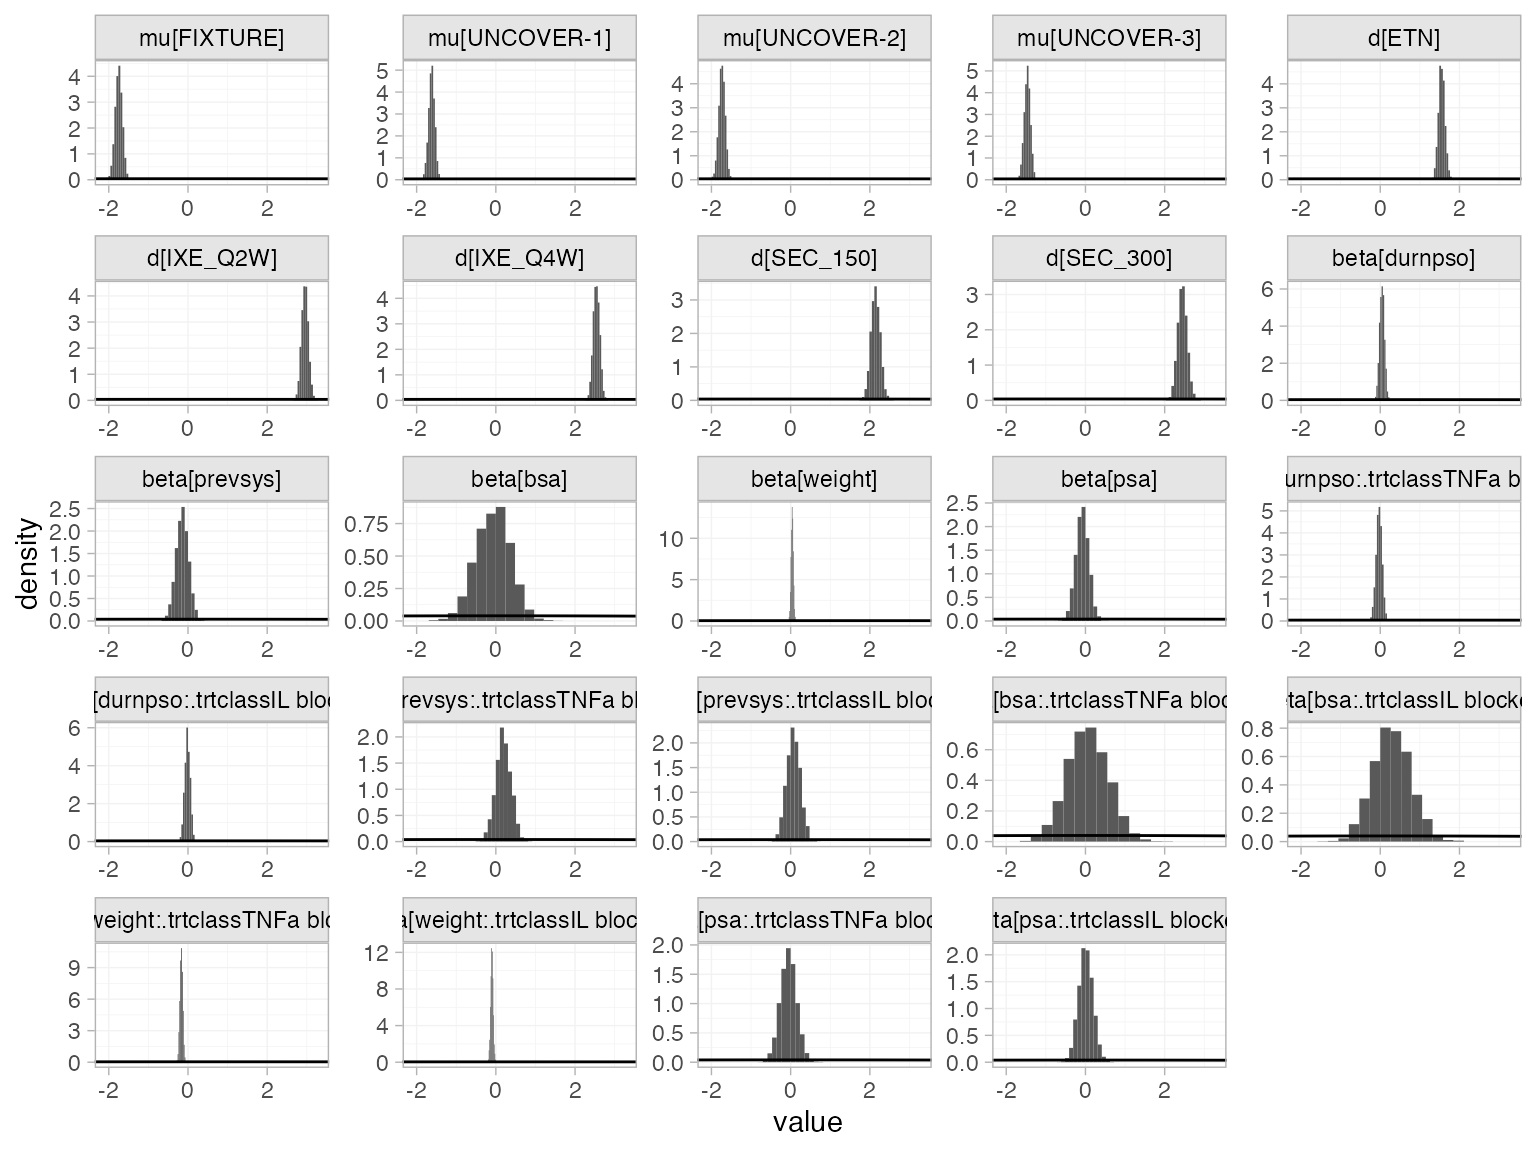 mu[FIXTURE] mu[UNCOVER-1] mu[UNCOVER-2] mu[UNCOVER-3] d[ETN]
4 3 2 1 0
5 4 3 2 1 0
4 3 2 1 0
5 4 3 2 1 0
4 3 2 1 0
-2 0 2 -2 0 2 -2 0 2 -2 0 2 -2 0 2
d[IXE_Q2W] d[IXE_Q4W] d[SEC_150] d[SEC_300] beta[durnpso]
4 3 2 1 0
4 3 2 1 0
3 2 1 0
3 2 1 0
6 4 2 0
-2 0 2 -2 0 2 -2 0 2 -2 0 2 -2 0 2
beta[prevsys] beta[bsa] beta[weight] beta[psa] urnpso:.trtclassTNFa b
density
2.5 2.0 1.5 1.0 0.5 0.0
0.75 0.50 0.25 0.00
10 5 0
2.5 2.0 1.5 1.0 0.5 0.0
5 4 3 2 1 0
-2 0 2 -2 0 2 -2 0 2 -2 0 2 -2 0 2
[durnpso:.trtclassIL bloc revsys:.trtclassTNFa bl [prevsys:.trtclassIL bloc [bsa:.trtclassTNFa bloc ta[bsa:.trtclassIL blocke
6 4 2 0
2.0 1.5 1.0 0.5 0.0
2.0 1.5 1.0 0.5 0.0
0.6 0.4 0.2 0.0
0.8 0.6 0.4 0.2 0.0
-2 0 2 -2 0 2 -2 0 2 -2 0 2 -2 0 2
weight:.trtclassTNFa blo a[weight:.trtclassIL bloc [psa:.trtclassTNFa bloc ta[psa:.trtclassIL blocke
9 6 3 0
12 8 4 0
2.0 1.5 1.0 0.5 0.0
2.0 1.5 1.0 0.5 0.0
-2 0 2 -2 0 2 -2 0 2 -2 0 2
value